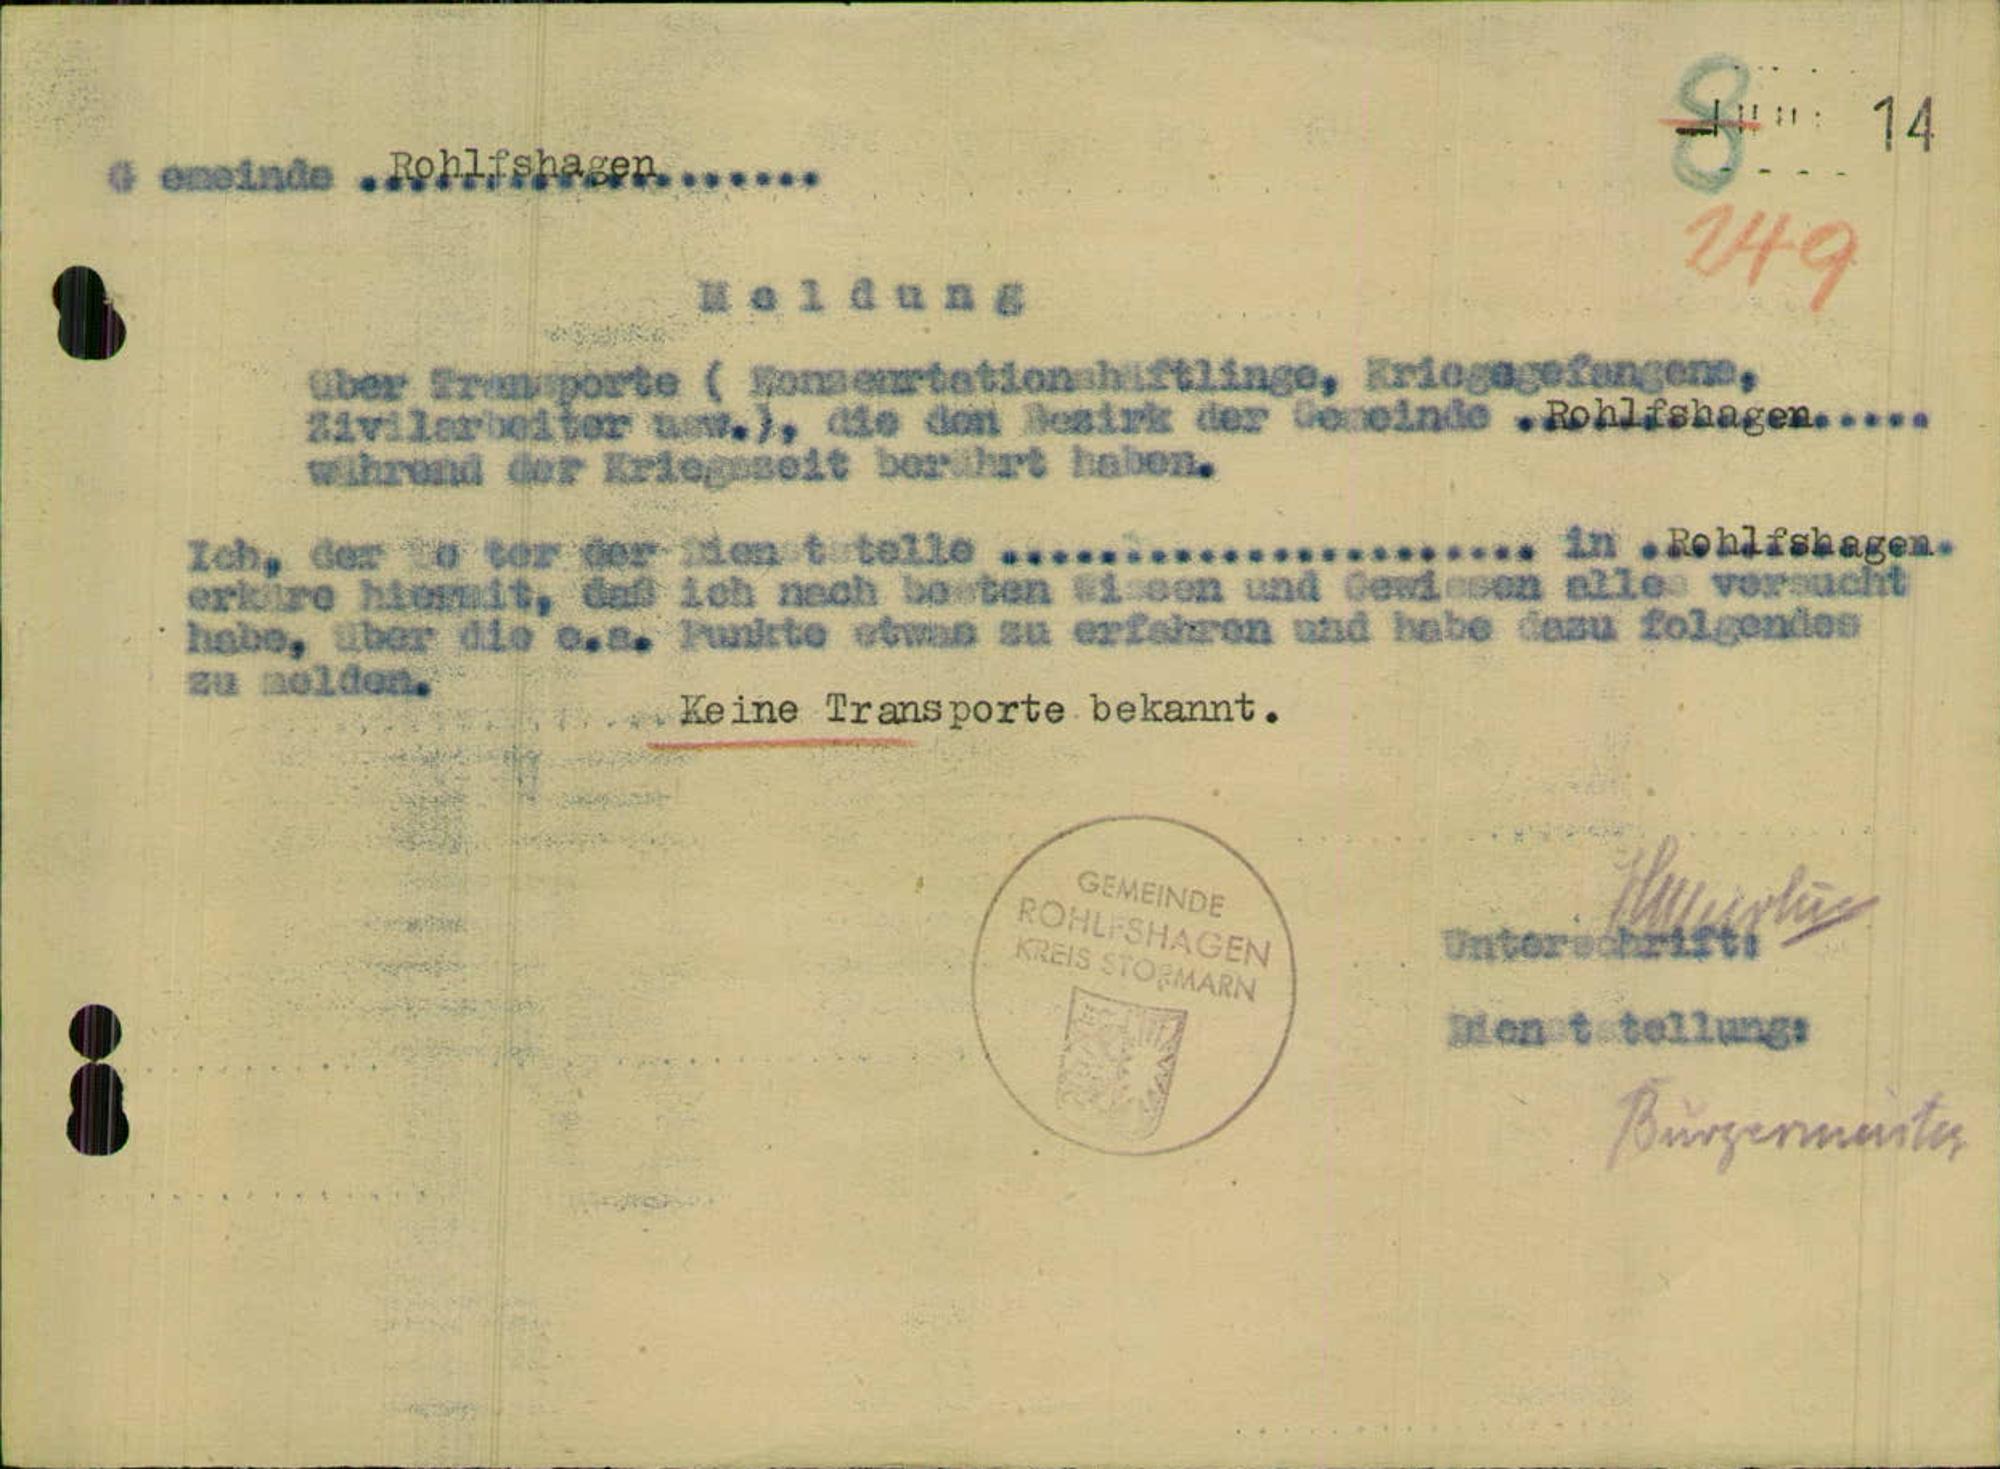 8 14
Gemeinde ..Rohlfshagen........
249
Meldung
über Transporte ( Konzeurtationshäftlinge, Kriegsgefangene,
Zivilarbeiter usw.), die den Bezirk der Gemeinde .Rohlfshagen.....
während der Kriegszeit berührt haben.
Ich, der Leiter der Dienststelle ........................ in .Rohlfshagen.
erkäre hiermit, daß ich nach besten Wissen und Gewissen alles versucht
habe, über die o.a. Punkte etwas zu erfahren und habe dazu folgendes
zu melden.
Keine Transporte bekannt.
GEMEINDE
ROHLFSHAGEN
KREIS STORMARN
Unterschrift:
Dienststellung:
Bürgermeister